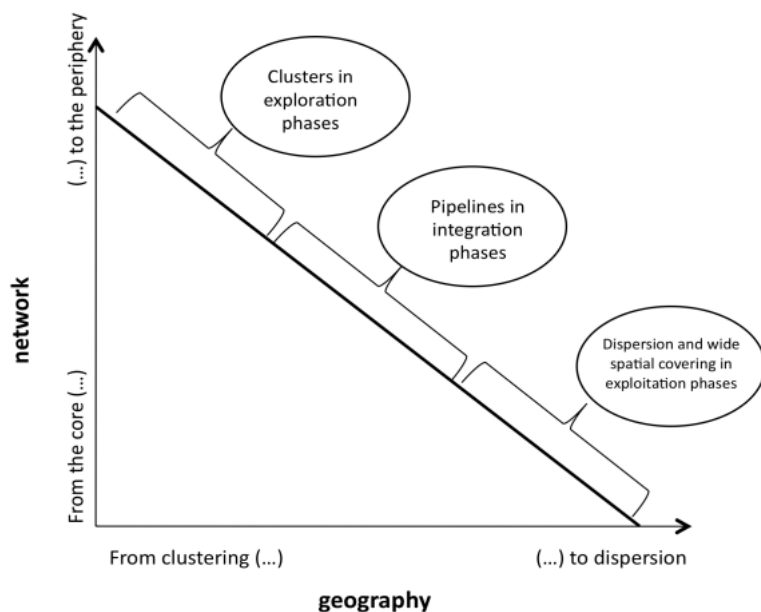 Clusters in
exploration
phases
Pipelines in
integration
phases
Dispersion and wide
spatial covering in
exploitation phases
(...) to the periphery
From the core (...)
network
From clustering (...)
(...) to dispersion
geography